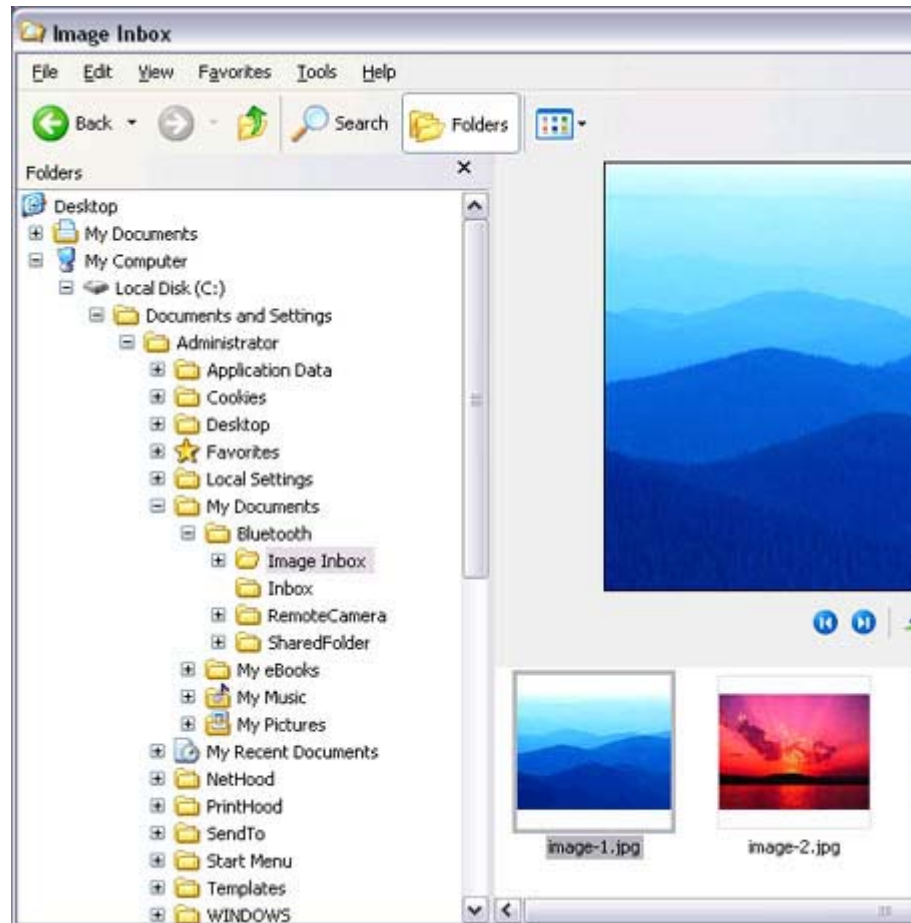 Image Inbox
File Edit View Favorites Tools Help
Back Search Folders
Folders
Desktop
My Documents
My Computer
Local Disk (C:)
Documents and Settings
Administrator
Application Data
Cookies
Desktop
Favorites
Local Settings
My Documents
Bluetooth
Image Inbox
Inbox
RemoteCamera
SharedFolder
My eBooks
My Music
My Pictures
My Recent Documents
NetHood
PrintHood
SendTo
Start Menu
Templates
WINDOWS
image-1.jpg image-2.jpg